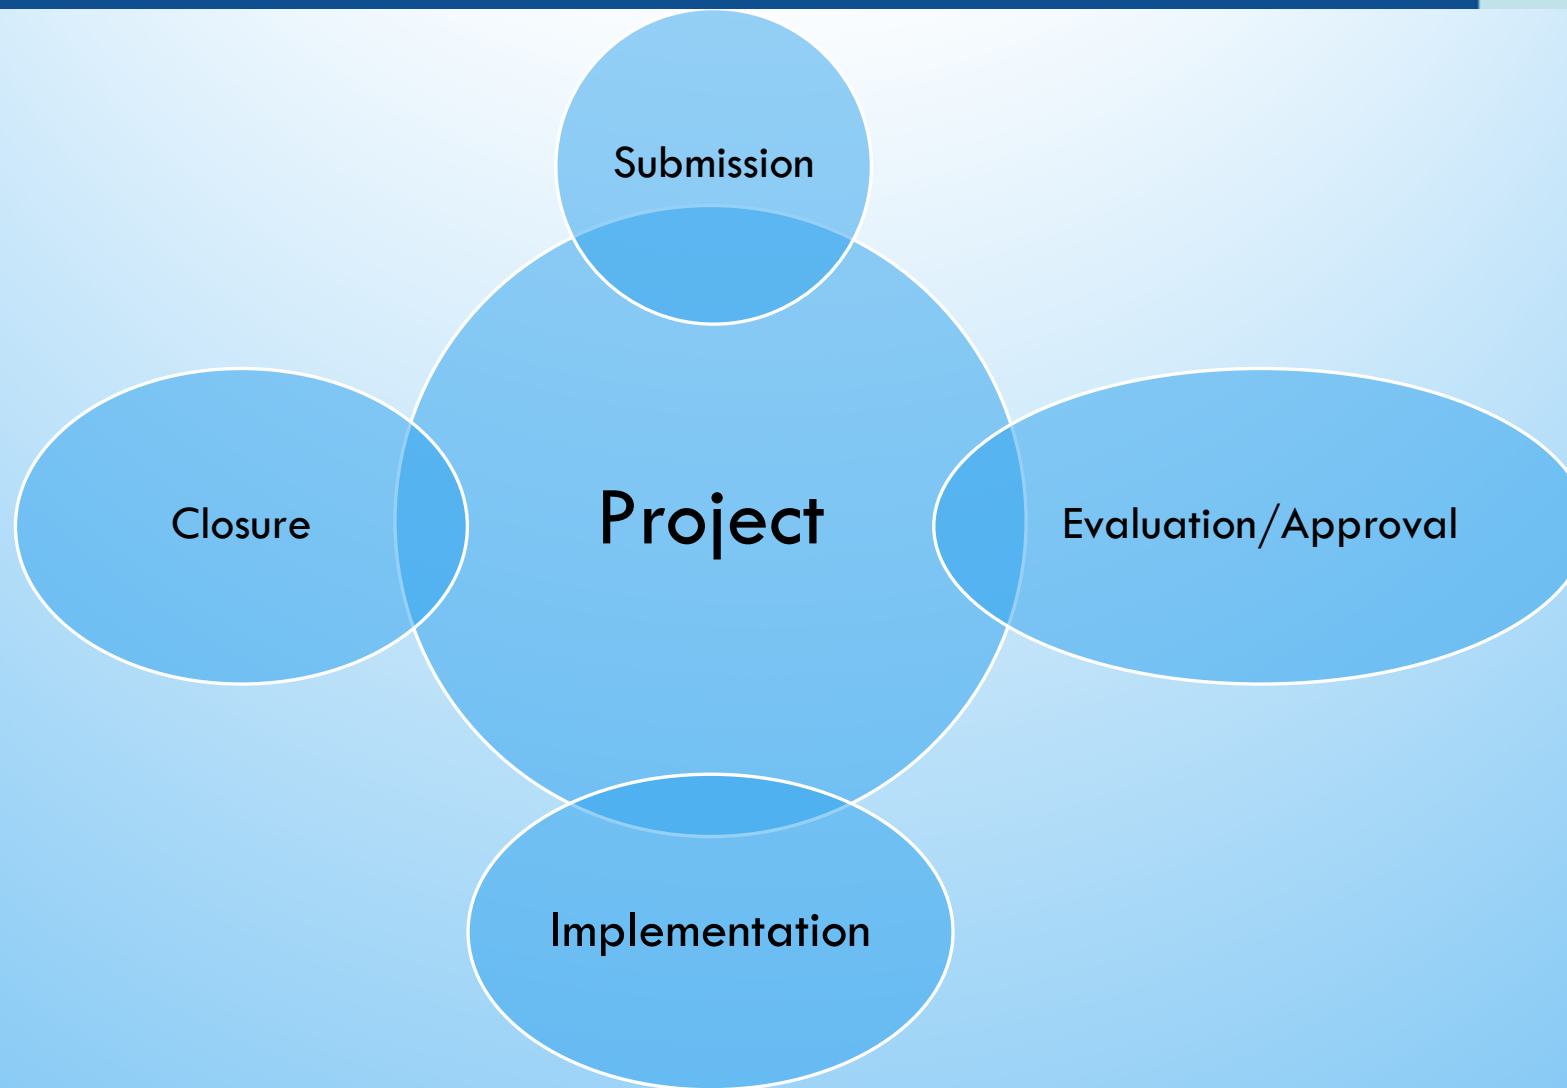 Submission
Closure
Project
Evaluation/Approval
Implementation